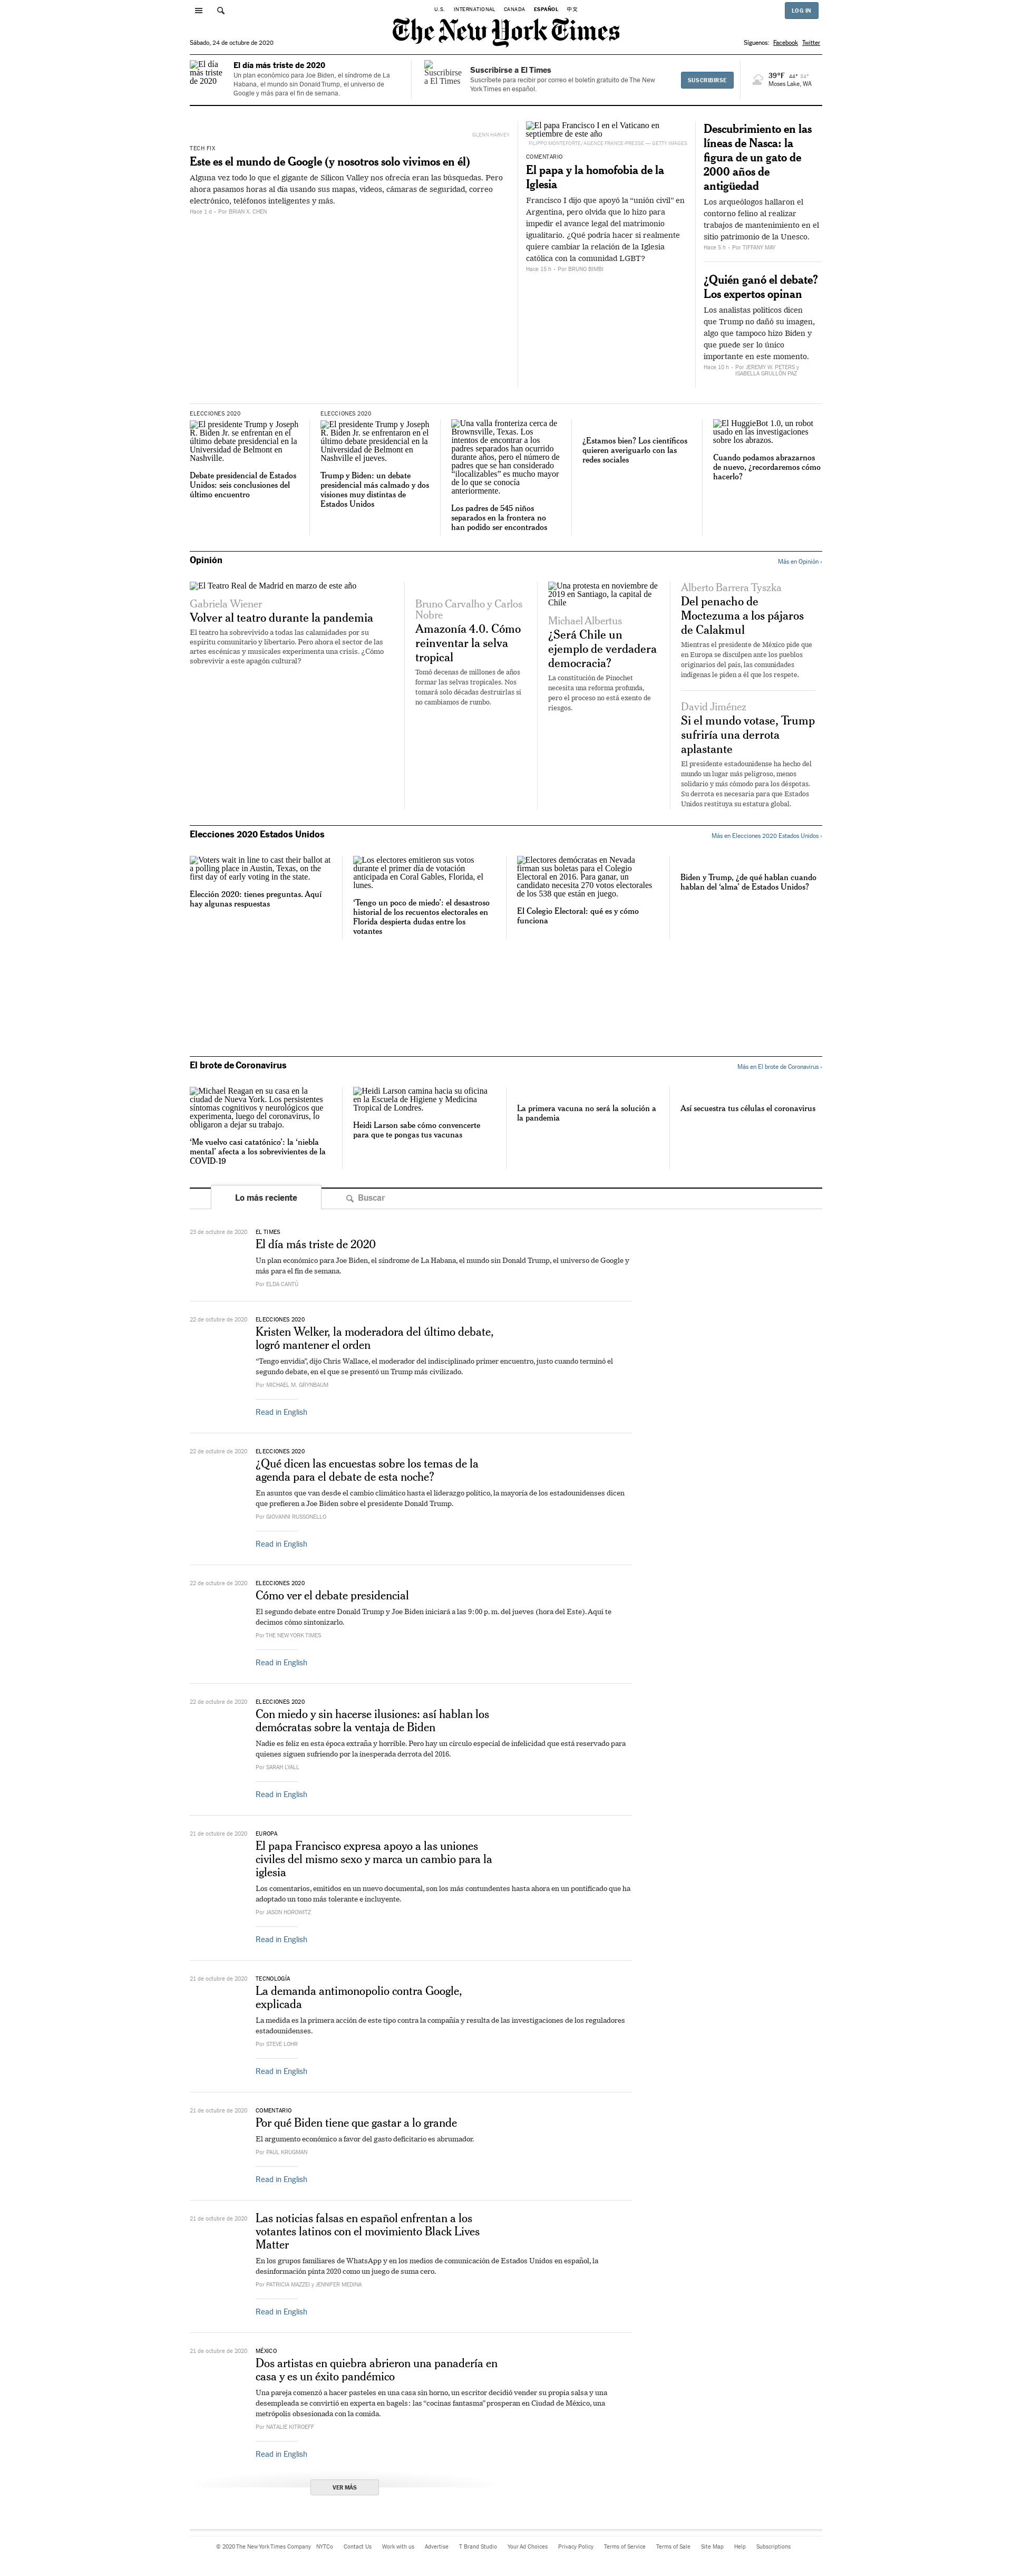 U.S. INTERNATIONAL CANADA ESPAÑOL 中文
LOG IN
The New York Times
Sábado, 24 de octubre de 2020
Síguenos: Facebook Twitter
El día más triste de 2020
El día más triste de 2020
Un plan económico para Joe Biden, el síndrome de La
Habana, el mundo sin Donald Trump, el universo de
Google y más para el fin de semana.
Suscribirse a El Times
Suscribirse a El Times
Suscríbete para recibir por correo el boletín gratuito de The New
York Times en español.
SUSCRIBIRSE
39°F 44° 34°
Moses Lake, WA
GLENN HARVEY
TECH FIX
Este es el mundo de Google (y nosotros solo vivimos en él)
Alguna vez todo lo que el gigante de Silicon Valley nos ofrecía eran las búsquedas. Pero
ahora pasamos horas al día usando sus mapas, videos, cámaras de seguridad, correo
electrónico, teléfonos inteligentes y más.
Hace 1 d - Por BRIAN X. CHEN
El papa Francisco I en el Vaticano en
septiembre de este año
FILIPPO MONTEFORTE/AGENCE FRANCE-PRESSE — GETTY IMAGES
COMENTARIO
El papa y la homofobia de la
Iglesia
Francisco I dijo que apoyó la “unión civil” en
Argentina, pero olvida que lo hizo para
impedir el avance legal del matrimonio
igualitario. ¿Qué podría hacer si realmente
quiere cambiar la relación de la Iglesia
católica con la comunidad LGBT?
Hace 15 h - Por BRUNO BIMBI
Descubrimiento en las
líneas de Nasca: la
figura de un gato de
2000 años de
antigüedad
Los arqueólogos hallaron el
contorno felino al realizar
trabajos de mantenimiento en el
sitio patrimonio de la Unesco.
Hace 5 h - Por TIFFANY MAY
¿Quién ganó el debate?
Los expertos opinan
Los analistas políticos dicen
que Trump no dañó su imagen,
algo que tampoco hizo Biden y
que puede ser lo único
importante en este momento.
Hace 10 h - Por JEREMY W. PETERS y
ISABELLA GRULLÓN PAZ
ELECCIONES 2020
El presidente Trump y Joseph
R. Biden Jr. se enfrentan en el
último debate presidencial en la
Universidad de Belmont en
Nashville.
Debate presidencial de Estados
Unidos: seis conclusiones del
último encuentro
ELECCIONES 2020
El presidente Trump y Joseph
R. Biden Jr. se enfrentaron en el
último debate presidencial en la
Universidad de Belmont en
Nashville el jueves.
Trump y Biden: un debate
presidencial más calmado y dos
visiones muy distintas de
Estados Unidos
Una valla fronteriza cerca de
Brownsville, Texas. Los
intentos de encontrar a los
padres separados han ocurrido
durante años, pero el número de
padres que se han considerado
“ilocalizables” es mucho mayor
de lo que se conocía
anteriormente.
Los padres de 545 niños
separados en la frontera no
han podido ser encontrados
¿Estamos bien? Los científicos
quieren averiguarlo con las
redes sociales
El HuggieBot 1.0, un robot
usado en las investigaciones
sobre los abrazos.
Cuando podamos abrazarnos
de nuevo, ¿recordaremos cómo
hacerlo?
Opinión
Más en Opinión ›
El Teatro Real de Madrid en marzo de este año
Gabriela Wiener
Volver al teatro durante la pandemia
El teatro ha sobrevivido a todas las calamidades por su
espíritu comunitario y libertario. Pero ahora el sector de las
artes escénicas y musicales experimenta una crisis. ¿Cómo
sobrevivir a este apagón cultural?
Bruno Carvalho y Carlos
Nobre
Amazonía 4.0. Cómo
reinventar la selva
tropical
Tomó decenas de millones de años
formar las selvas tropicales. Nos
tomará solo décadas destruirlas si
no cambiamos de rumbo.
Una protesta en noviembre de
2019 en Santiago, la capital de
Chile
Michael Albertus
¿Será Chile un
ejemplo de verdadera
democracia?
La constitución de Pinochet
necesita una reforma profunda,
pero el proceso no está exento de
riesgos.
Alberto Barrera Tyszka
Del penacho de
Moctezuma a los pájaros
de Calakmul
Mientras el presidente de México pide que
en Europa se disculpen ante los pueblos
originarios del país, las comunidades
indígenas le piden a él que los respete.
David Jiménez
Si el mundo votase, Trump
sufriría una derrota
aplastante
El presidente estadounidense ha hecho del
mundo un lugar más peligroso, menos
solidario y más cómodo para los déspotas.
Su derrota es necesaria para que Estados
Unidos restituya su estatura global.
Elecciones 2020 Estados Unidos
Más en Elecciones 2020 Estados Unidos ›
Voters wait in line to cast their ballot at
a polling place in Austin, Texas, on the
first day of early voting in the state.
Elección 2020: tienes preguntas. Aquí
hay algunas respuestas
Los electores emitieron sus votos
durante el primer día de votación
anticipada en Coral Gables, Florida, el
lunes.
‘Tengo un poco de miedo’: el desastroso
historial de los recuentos electorales en
Florida despierta dudas entre los
votantes
Electores demócratas en Nevada
firman sus boletas para el Colegio
Electoral en 2016. Para ganar, un
candidato necesita 270 votos electorales
de los 538 que están en juego.
El Colegio Electoral: qué es y cómo
funciona
Biden y Trump, ¿de qué hablan cuando
hablan del ‘alma’ de Estados Unidos?
El brote de Coronavirus
Más en El brote de Coronavirus ›
Michael Reagan en su casa en la
ciudad de Nueva York. Los persistentes
síntomas cognitivos y neurológicos que
experimenta, luego del coronavirus, lo
obligaron a dejar su trabajo.
‘Me vuelvo casi catatónico’: la ‘niebla
mental’ afecta a los sobrevivientes de la
COVID-19
Heidi Larson camina hacia su oficina
en la Escuela de Higiene y Medicina
Tropical de Londres.
Heidi Larson sabe cómo convencerte
para que te pongas tus vacunas
La primera vacuna no será la solución a
la pandemia
Así secuestra tus células el coronavirus
Lo más reciente
Buscar
23 de octubre de 2020
EL TIMES
El día más triste de 2020
Un plan económico para Joe Biden, el síndrome de La Habana, el mundo sin Donald Trump, el universo de Google y
más para el fin de semana.
Por ELDA CANTÚ
22 de octubre de 2020
ELECCIONES 2020
Kristen Welker, la moderadora del último debate,
logró mantener el orden
“Tengo envidia”, dijo Chris Wallace, el moderador del indisciplinado primer encuentro, justo cuando terminó el
segundo debate, en el que se presentó un Trump más civilizado.
Por MICHAEL M. GRYNBAUM
Read in English
22 de octubre de 2020
ELECCIONES 2020
¿Qué dicen las encuestas sobre los temas de la
agenda para el debate de esta noche?
En asuntos que van desde el cambio climático hasta el liderazgo político, la mayoría de los estadounidenses dicen
que prefieren a Joe Biden sobre el presidente Donald Trump.
Por GIOVANNI RUSSONELLO
Read in English
22 de octubre de 2020
ELECCIONES 2020
Cómo ver el debate presidencial
El segundo debate entre Donald Trump y Joe Biden iniciará a las 9:00 p. m. del jueves (hora del Este). Aquí te
decimos cómo sintonizarlo.
Por THE NEW YORK TIMES
Read in English
22 de octubre de 2020
ELECCIONES 2020
Con miedo y sin hacerse ilusiones: así hablan los
demócratas sobre la ventaja de Biden
Nadie es feliz en esta época extraña y horrible. Pero hay un círculo especial de infelicidad que está reservado para
quienes siguen sufriendo por la inesperada derrota del 2016.
Por SARAH LYALL
Read in English
21 de octubre de 2020
EUROPA
El papa Francisco expresa apoyo a las uniones
civiles del mismo sexo y marca un cambio para la
iglesia
Los comentarios, emitidos en un nuevo documental, son los más contundentes hasta ahora en un pontificado que ha
adoptado un tono más tolerante e incluyente.
Por JASON HOROWITZ
Read in English
21 de octubre de 2020
TECNOLOGÍA
La demanda antimonopolio contra Google,
explicada
La medida es la primera acción de este tipo contra la compañía y resulta de las investigaciones de los reguladores
estadounidenses.
Por STEVE LOHR
Read in English
21 de octubre de 2020
COMENTARIO
Por qué Biden tiene que gastar a lo grande
El argumento económico a favor del gasto deficitario es abrumador.
Por PAUL KRUGMAN
Read in English
21 de octubre de 2020
Las noticias falsas en español enfrentan a los
votantes latinos con el movimiento Black Lives
Matter
En los grupos familiares de WhatsApp y en los medios de comunicación de Estados Unidos en español, la
desinformación pinta 2020 como un juego de suma cero.
Por PATRICIA MAZZEI y JENNIFER MEDINA
Read in English
21 de octubre de 2020
MÉXICO
Dos artistas en quiebra abrieron una panadería en
casa y es un éxito pandémico
Una pareja comenzó a hacer pasteles en una casa sin horno, un escritor decidió vender su propia salsa y una
desempleada se convirtió en experta en bagels: las “cocinas fantasma” prosperan en Ciudad de México, una
metrópolis obsesionada con la comida.
Por NATALIE KITROEFF
Read in English
VER MÁS
© 2020 The New York Times Company NYTCo Contact Us Work with us Advertise T Brand Studio Your Ad Choices Privacy Policy Terms of Service Terms of Sale Site Map Help Subscriptions